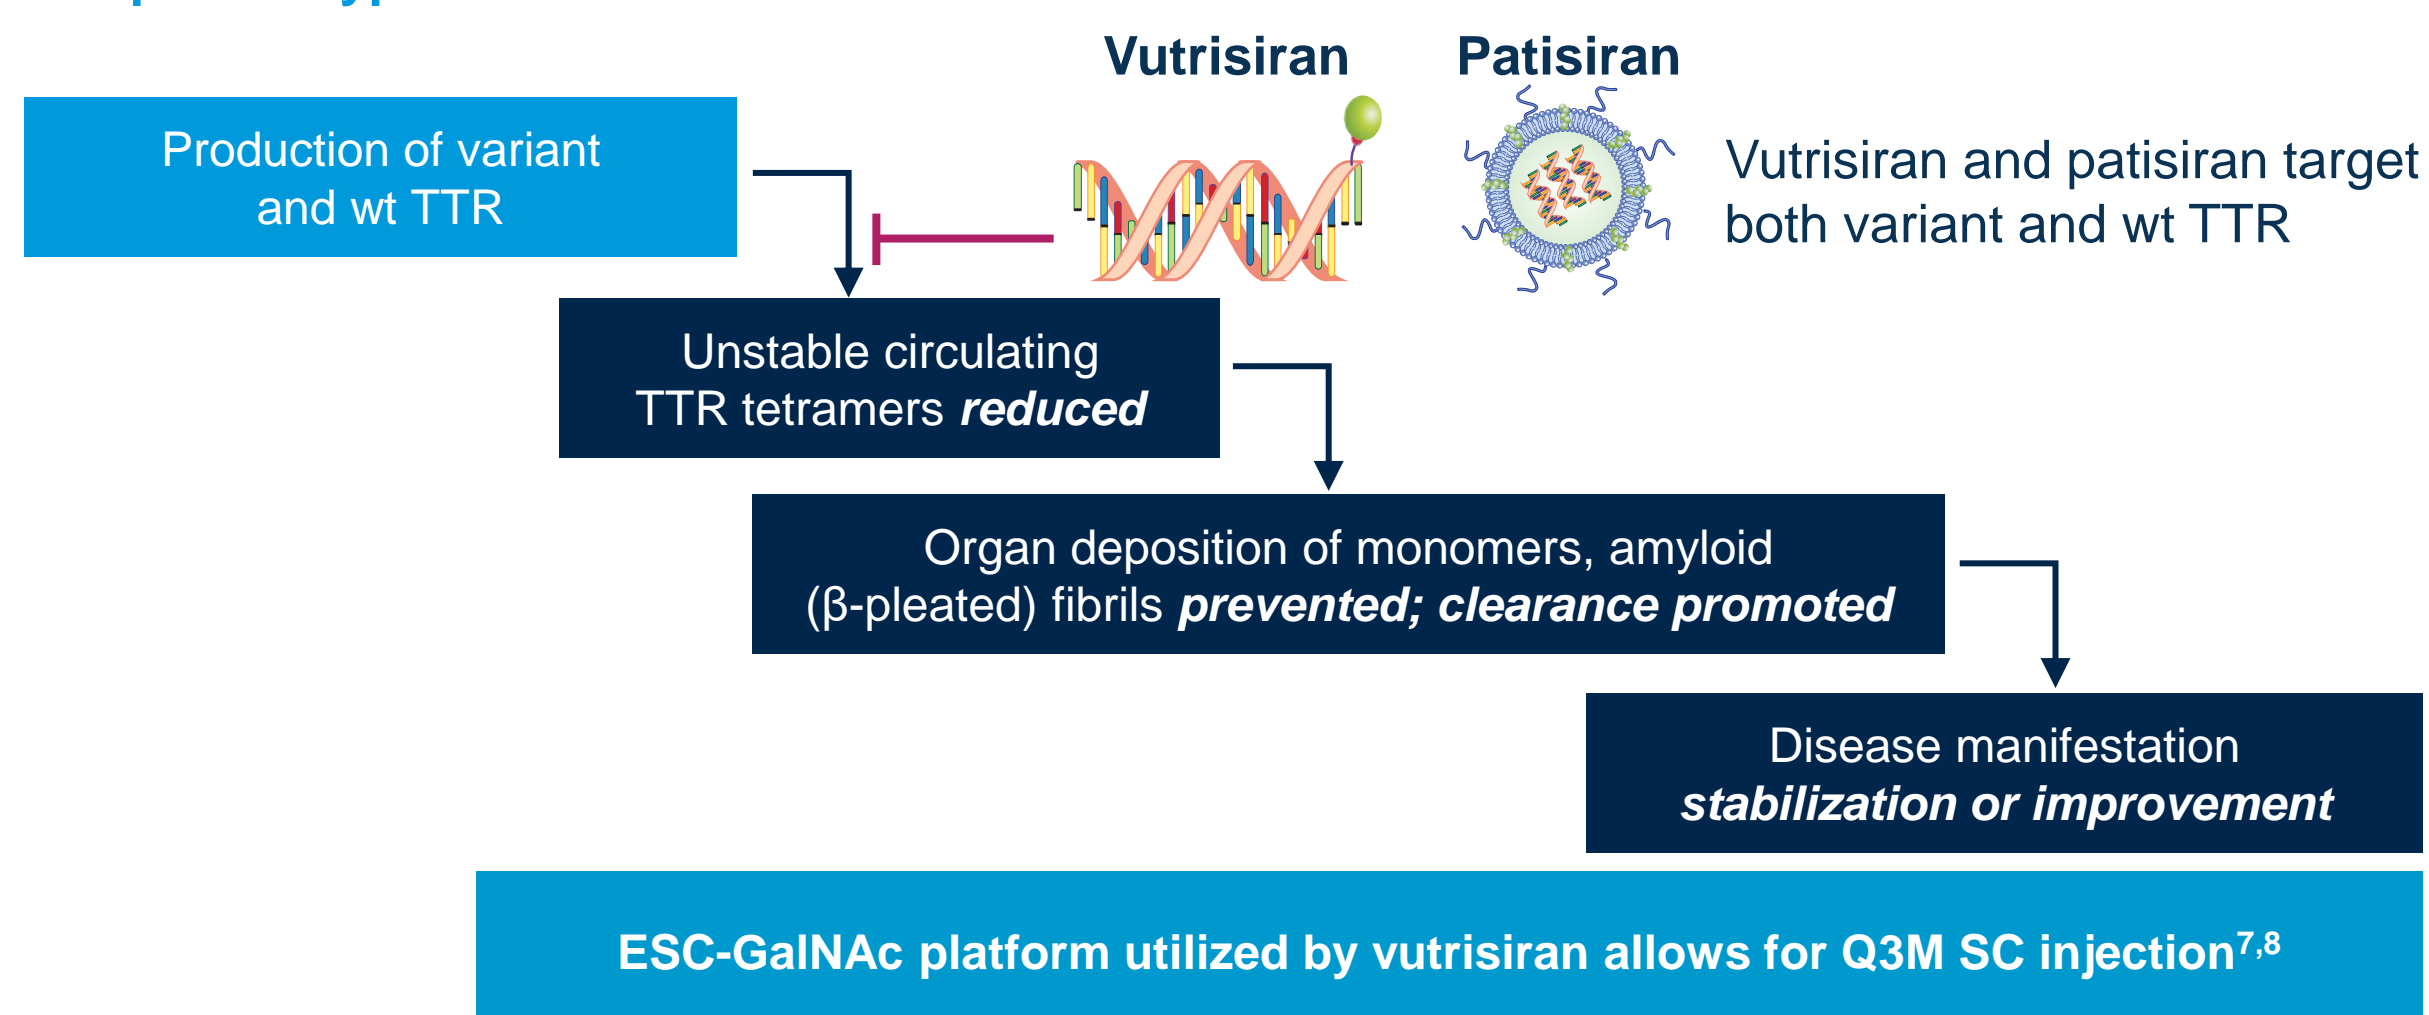 Vutrisiran
Patisiran
Production of variant
and wt TTR
Vutrisiran and patisiran target
both variant and wt TTR
Unstable circulating
TTR tetramers reduced
Organ deposition of monomers, amyloid
(β-pleated) fibrils prevented; clearance promoted
Disease manifestation
stabilization or improvement
ESC-GalNAc platform utilized by vutrisiran allows for Q3M SC injection7,8